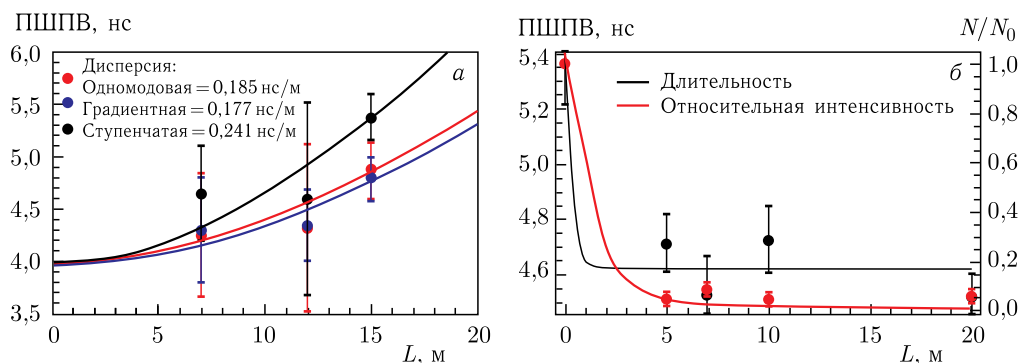 ПШПВ, нс
6,0
5,5
5,0
4,5
4,0
3,5
0
5
10
15
20
L, м
а
Дисперсия:
Одномодовая = 0,185 нс/м
Градиентная = 0,177 нс/м
Ступенчатая = 0,241 нс/м
ПШПВ, нс
N/N0
5,4
5,2
5,0
4,8
4,6
1,0
0,8
0,6
0,4
0,2
0,0
0
5
10
15
20
L, м
б
Длительность
Относительная интенсивность